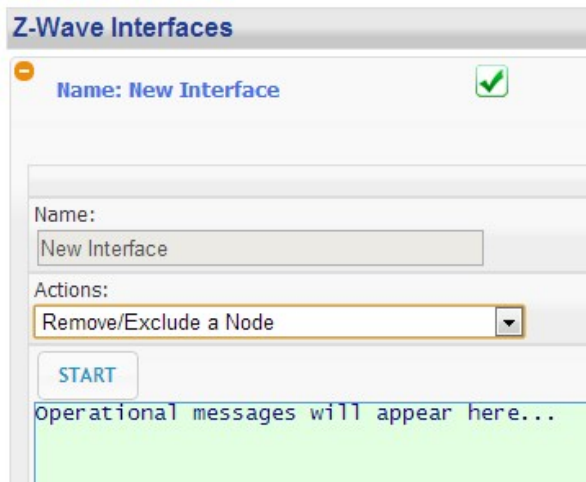 Z-Wave Interfaces
Name: New Interface
Name:
New Interface
Actions:
Remove/Exclude a Node
START
Operational messages will appear here...